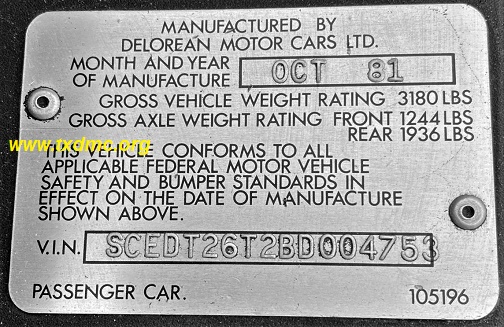 MANUFACTURED BY
DELOREAN MOTOR CARS LTD.
MONTH AND YEAR
OF MANUFACTURE OCT 81
GROSS VEHICLE WEIGHT RATING 3180 LBS
GROSS AXLE WEIGHT RATING FRONT 1244 LBS
REAR 1936 LBS
www.txdmc.org
THIS VEHICLE CONFORMS TO ALL
APPLICABLE FEDERAL MOTOR VEHICLE
SAFETY AND BUMPER STANDARDS IN
EFFECT ON THE DATE OF MANUFACTURE
SHOWN ABOVE.
V.I.N. SCEDT26T2BD004753
PASSENGER CAR. 105196